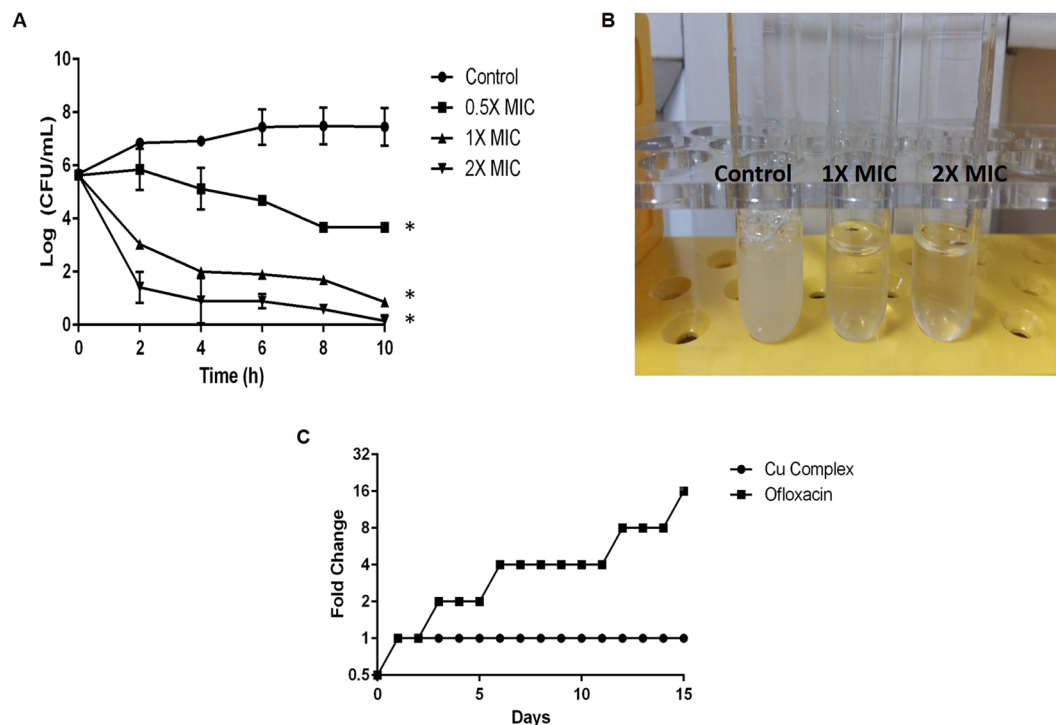 A
Log (CFU/mL)
10
8
6
4
2
0
0 2 4 6 8 10
Time (h)
Control
0.5X MIC
1X MIC
2X MIC
*
*
*
B
Control 1X MIC 2X MIC
C
Fold Change
32
16
8
4
2
1
0.5
0 5 10 15
Days
Cu Complex
Ofloxacin